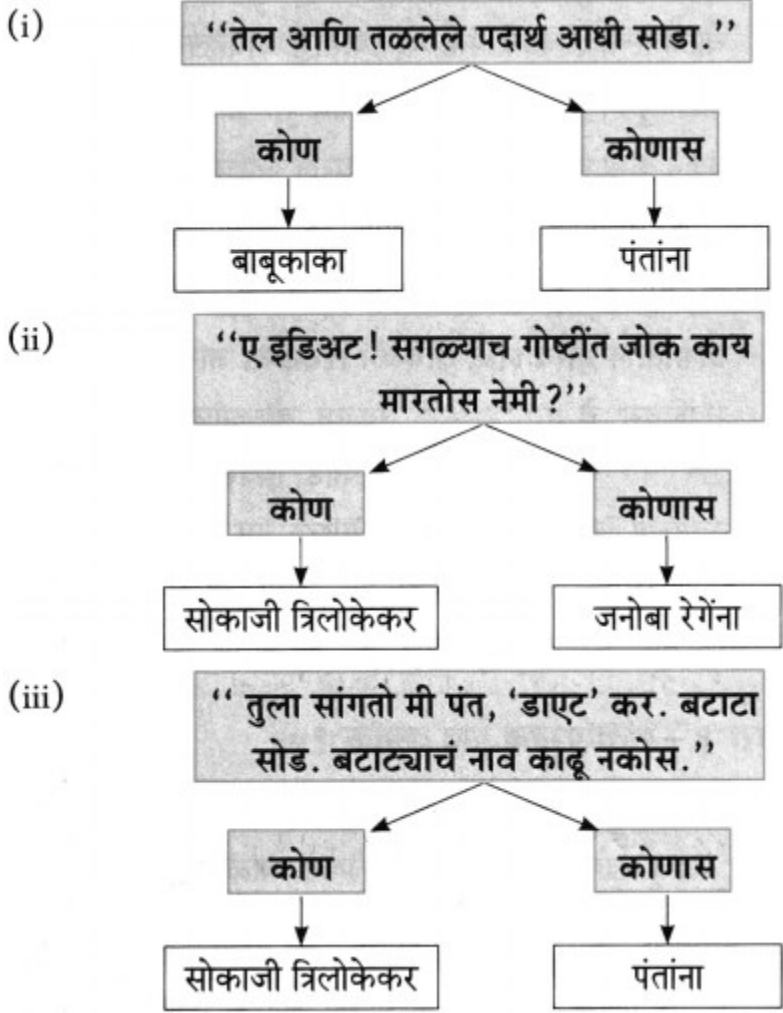 (i) ‘‘तेल आणि तळलेले पदार्थ आधी सोडा.’’
कोण कोणास
बाबूकाका पंतांना
(ii) ‘‘ए इडिअट! सगळ्याच गोष्टींत जोक काय
मारतोस नेमी?’’
कोण कोणास
सोकाजी त्रिलोकेकर जनोबा रेगेंना
(iii) ‘‘ तुला सांगतो मी पंत, ‘डाएट’ कर. बटाटा
सोड. बटाट्याचं नाव काढू नकोस.’’
कोण कोणास
सोकाजी त्रिलोकेकर पंतांना